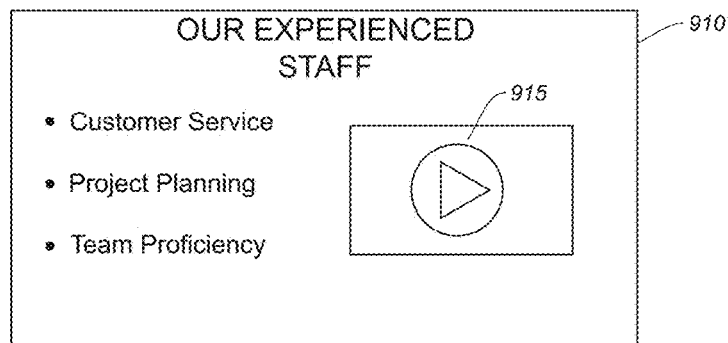 OUR EXPERIENCED
STAFF
910
915
• Customer Service
• Project Planning
• Team Proficiency